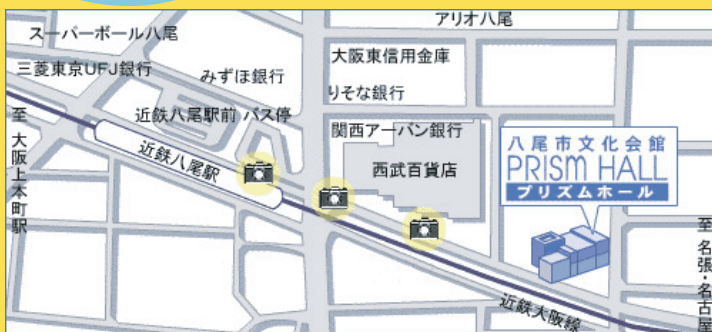 アリオ八尾
スーパーボール八尾
大阪東信用金庫
三菱東京UFJ銀行
みずほ銀行
りそな銀行
近鉄八尾駅前 バス停
関西アーバン銀行
至 大阪上本町駅
近鉄八尾駅
西武百貨店
八尾市文化会館
PRISM HALL
プリズムホール
至 名張・名古屋
近鉄大阪線